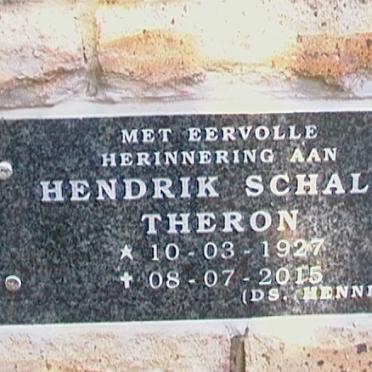 MET EERVOLLE
HERINNERING AAN
HENDRIK SCHAL
THERON
★ 10-03-1927
✝ 08-07-2015
(DS. HENNI